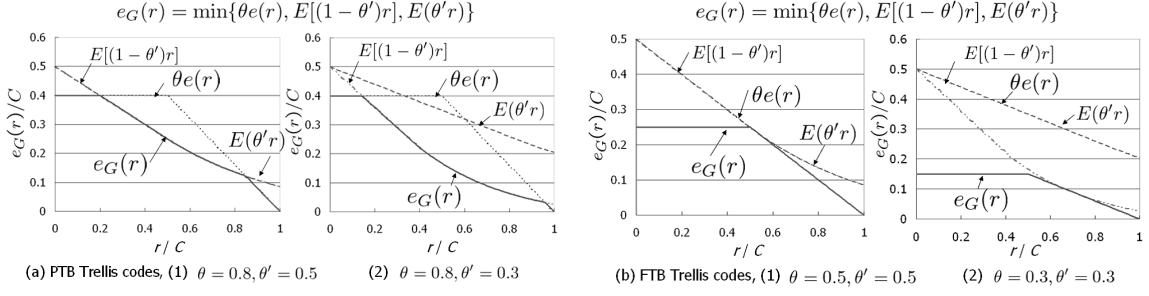 e_G(r) = min{θe(r), E[(1 − θ′)r], E(θ′r)}
e_G(r)/C
0.6
0.5
0.4
0.3
0.2
0.1
0
E[(1 − θ′)r]
θe(r)
e_G(r)
E(θ′r)
0 0.2 0.4 0.6 0.8 1
r/ C
(a) PTB Trellis codes, (1) θ = 0.8, θ′ = 0.5
e_G(r)/C
0.6
0.5
0.4
0.3
0.2
0.1
0
E[(1 − θ′)r]
θe(r)
E(θ′r)
e_G(r)
0 0.2 0.4 0.6 0.8 1
r/ C
(2) θ = 0.8, θ′ = 0.3
e_G(r) = min{θe(r), E[(1 − θ′)r], E(θ′r)}
e_G(r)/C
0.5
0.4
0.3
0.2
0.1
0
E[(1 − θ′)r]
θe(r)
e_G(r)
E(θ′r)
0 0.2 0.4 0.6 0.8 1
r/ C
(b) FTB Trellis codes, (1) θ = 0.5, θ′ = 0.5
e_G(r)/C
0.6
0.5
0.4
0.3
0.2
0.1
0
E[(1 − θ′)r]
θe(r)
E(θ′r)
e_G(r)
0 0.2 0.4 0.6 0.8 1
r/ C
(2) θ = 0.3, θ′ = 0.3